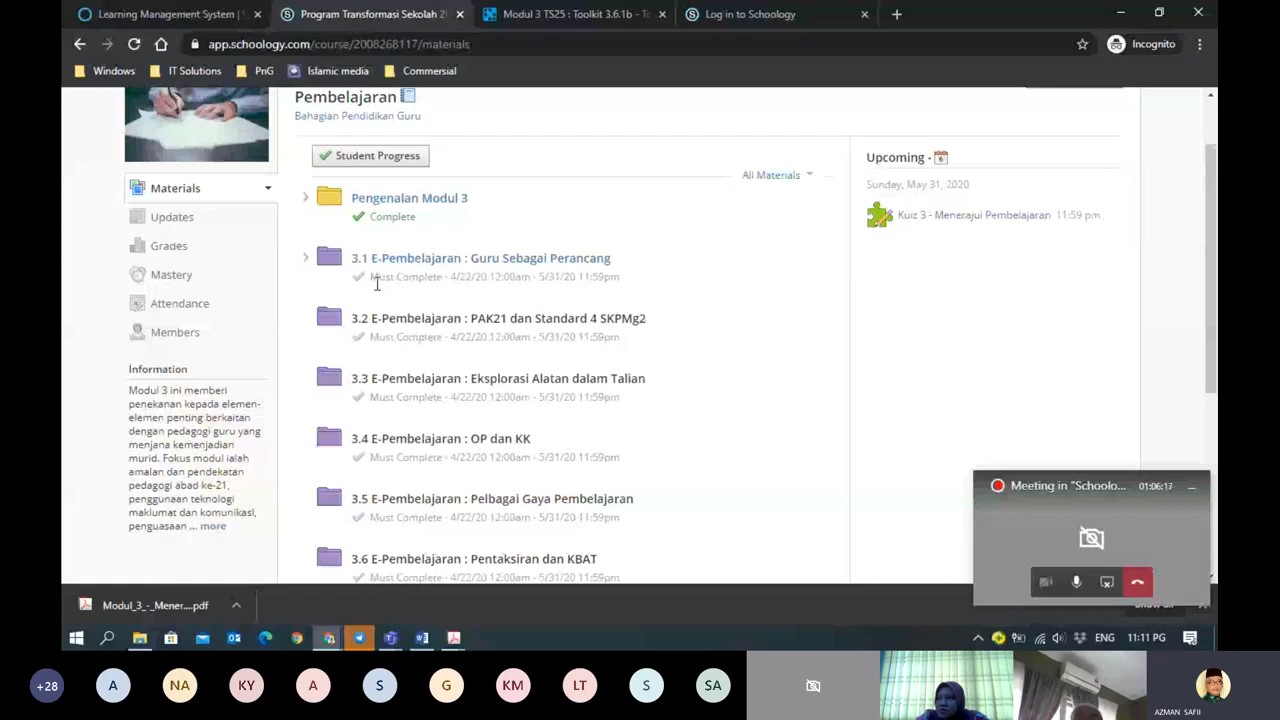 Learning Management System |
Program Transformasi Sekolah 2
Modul 3 TS25 : Toolkit 3.6.1b -
Log in to Schoology
app.schoology.com/course/2008268117/materials
Incognito
Windows
IT Solutions
PnG
Islamic media
Commersial
Pembelajaran
Bahagian Pendidikan Guru
Student Progress
All Materials
Materials
Updates
Grades
Mastery
Attendance
Members
Information
Modul 3 ini memberi
penekanan kepada elemen-
elemen penting berkaitan
dengan pedagogi guru yang
menjana kemenjadian
murid. Fokus modul ialah
amalan dan pendekatan
pedagogi abad ke-21,
penggunaan teknologi
maklumat dan komunikasi,
penguasaan ... more
Pengenalan Modul 3
Complete
3.1 E-Pembelajaran : Guru Sebagai Perancang
Must Complete · 4/22/20 12:00am - 5/31/20 11:59pm
3.2 E-Pembelajaran : PAK21 dan Standard 4 SKPMg2
Must Complete · 4/22/20 12:00am - 5/31/20 11:59pm
3.3 E-Pembelajaran : Eksplorasi Alatan dalam Talian
Must Complete · 4/22/20 12:00am - 5/31/20 11:59pm
3.4 E-Pembelajaran : OP dan KK
Must Complete · 4/22/20 12:00am - 5/31/20 11:59pm
3.5 E-Pembelajaran : Pelbagai Gaya Pembelajaran
Must Complete · 4/22/20 12:00am - 5/31/20 11:59pm
3.6 E-Pembelajaran : Pentaksiran dan KBAT
Must Complete · 4/22/20 12:00am - 5/31/20 11:59pm
Upcoming · 6
Sunday, May 31, 2020
Kuiz 3 - Menerajui Pembelajaran 11:59 pm
Meeting in "Schoolo... 01:06:17
Modul_3_-_Mener....pdf
ENG
11:11 PG
+28
A
NA
KY
A
S
G
KM
LT
S
SA
AZMAN SAFII